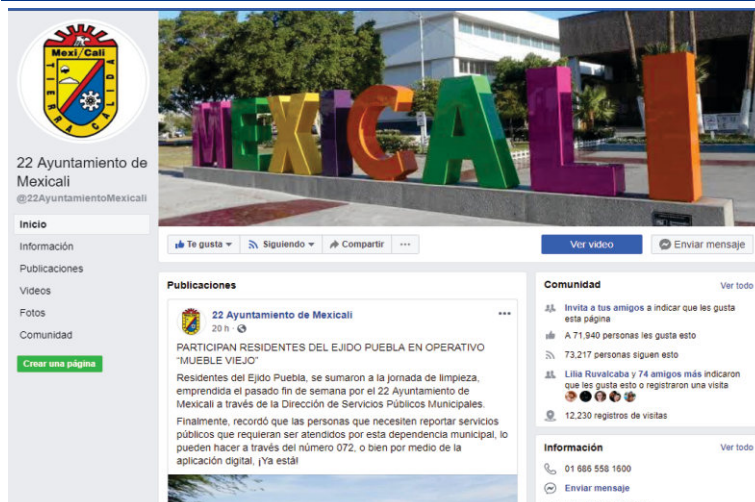 Mexi/Cali
TIERRA CALIDA
MEXICALI
22 Ayuntamiento de
Mexicali
@22AyuntamientoMexicali
Inicio
Información
Publicaciones
Videos
Fotos
Comunidad
Crear una página
Te gusta
Siguiendo
Compartir
Ver video
Enviar mensaje
Publicaciones
22 Ayuntamiento de Mexicali
20 h ·
PARTICIPAN RESIDENTES DEL EJIDO PUEBLA EN OPERATIVO
“MUEBLE VIEJO”
Residentes del Ejido Puebla, se sumaron a la jornada de limpieza,
emprendida el pasado fin de semana por el 22 Ayuntamiento de
Mexicali a través de la Dirección de Servicios Públicos Municipales.
Finalmente, recordó que las personas que necesiten reportar servicios
públicos que requieran ser atendidos por esta dependencia municipal, lo
pueden hacer a través del número 072, o bien por medio de la
aplicación digital, ¡Ya está!
Comunidad
Ver todo
Invita a tus amigos a indicar que les gusta
esta página
A 71,940 personas les gusta esto
73,217 personas siguen esto
Lilia Ruvalcaba y 74 amigos más indicaron
que les gusta esto o registraron una visita
12,230 registros de visitas
Información
Ver todo
01 686 558 1600
Enviar mensaje